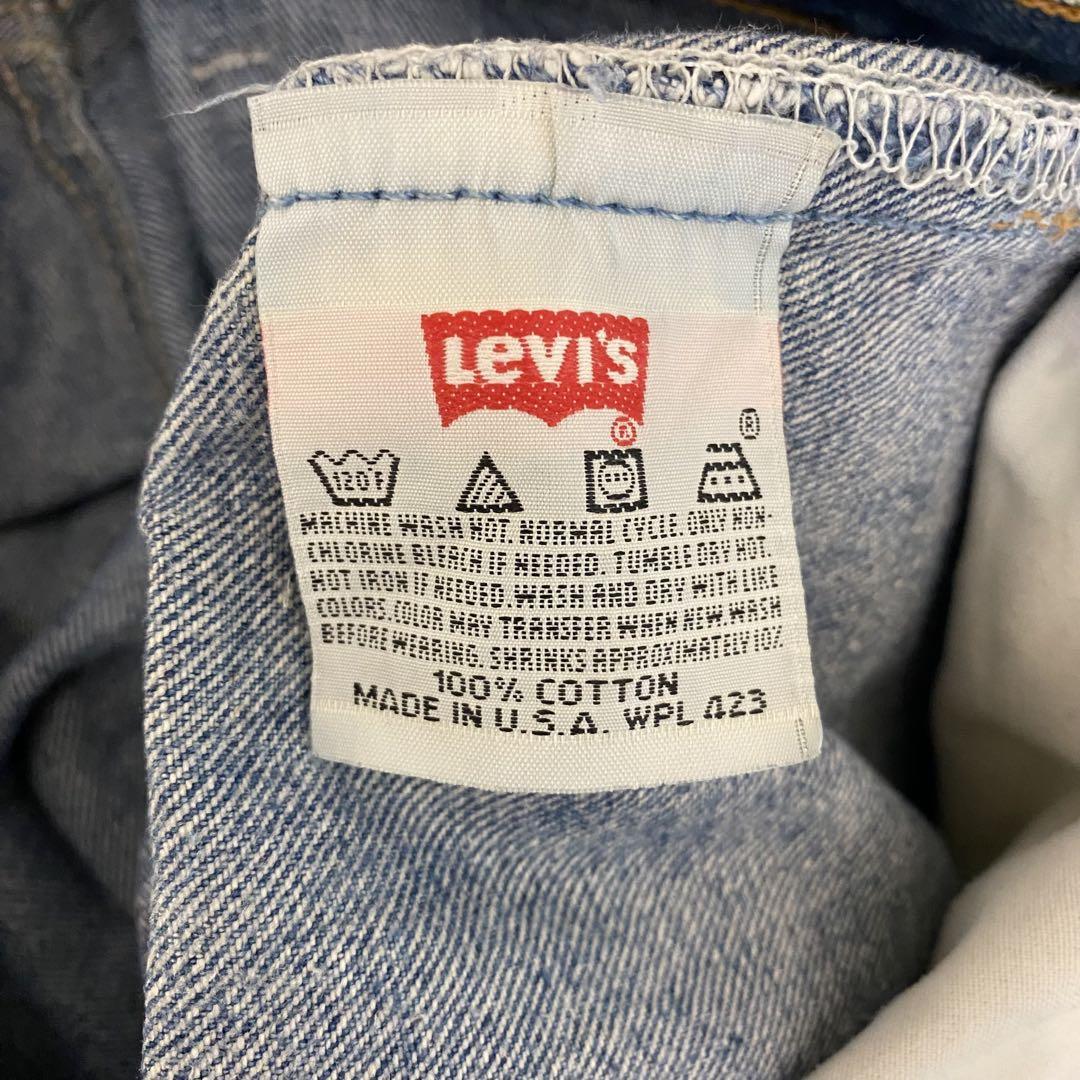 LEVI'S
®
®
120F
MACHINE WASH HOT. NORMAL CYCLE. ONLY NON-
CHLORINE BLEACH IF NEEDED. TUMBLE DRY HOT.
HOT IRON IF NEEDED. WASH AND DRY WITH LIKE
COLORS. COLOR MAY TRANSFER WHEN NEW. WASH
BEFORE WEARING. SHRINKS APPROXIMATELY 10%
100% COTTON
MADE IN U.S.A. WPL 423